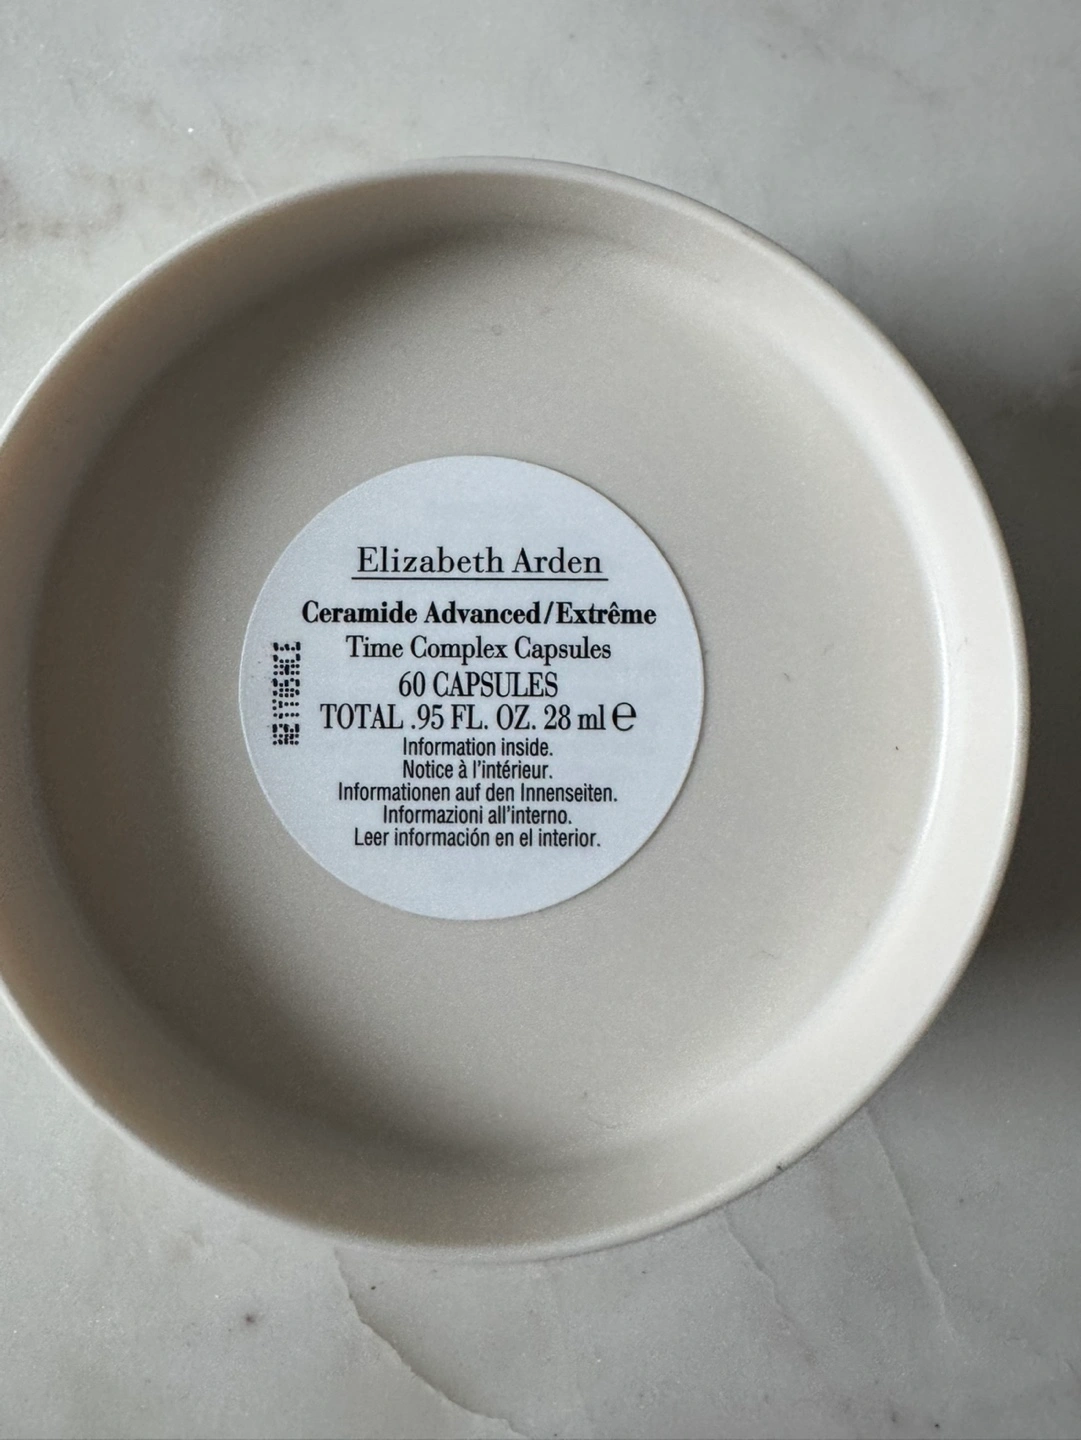 Elizabeth Arden
Ceramide Advanced/Extrême
Time Complex Capsules
60 CAPSULES
TOTAL .95 FL. OZ. 28 ml ℮
Information inside.
Notice à l'intérieur.
Informationen auf den Innenseiten.
Informazioni all'interno.
Leer información en el interior.